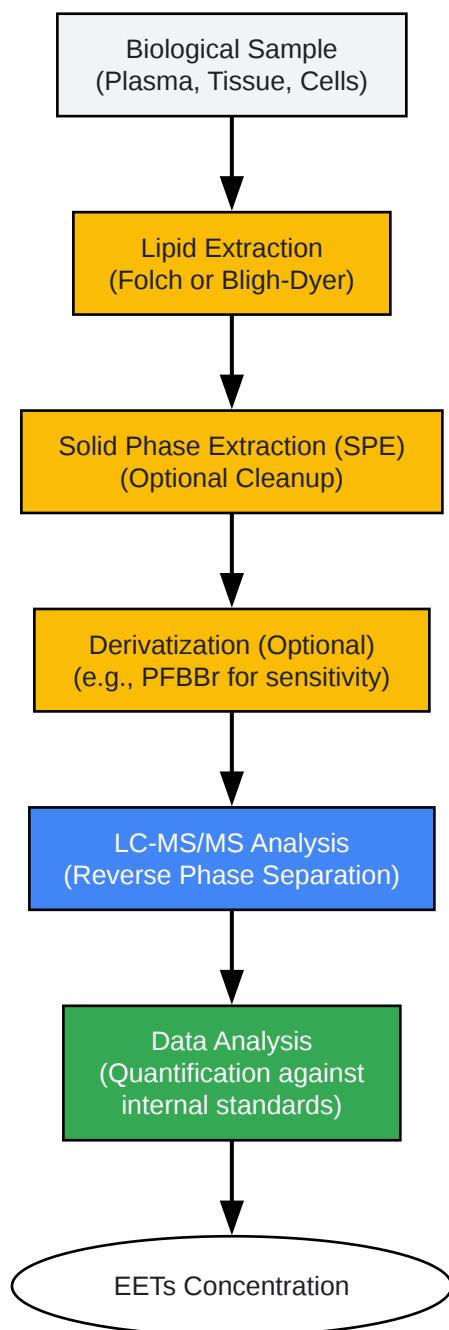 Biological Sample
(Plasma, Tissue, Cells)
Lipid Extraction
(Folch or Bligh-Dyer)
Solid Phase Extraction (SPE)
(Optional Cleanup)
Derivatization (Optional)
(e.g., PFBBr for sensitivity)
LC-MS/MS Analysis
(Reverse Phase Separation)
Data Analysis
(Quantification against
internal standards)
EETs Concentration